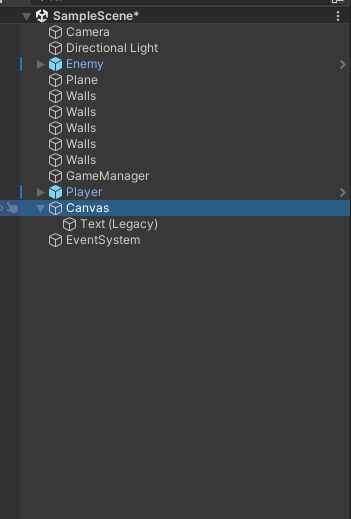 SampleScene*
Camera
Directional Light
Enemy
Plane
Walls
Walls
Walls
Walls
Walls
GameManager
Player
Canvas
Text (Legacy)
EventSystem